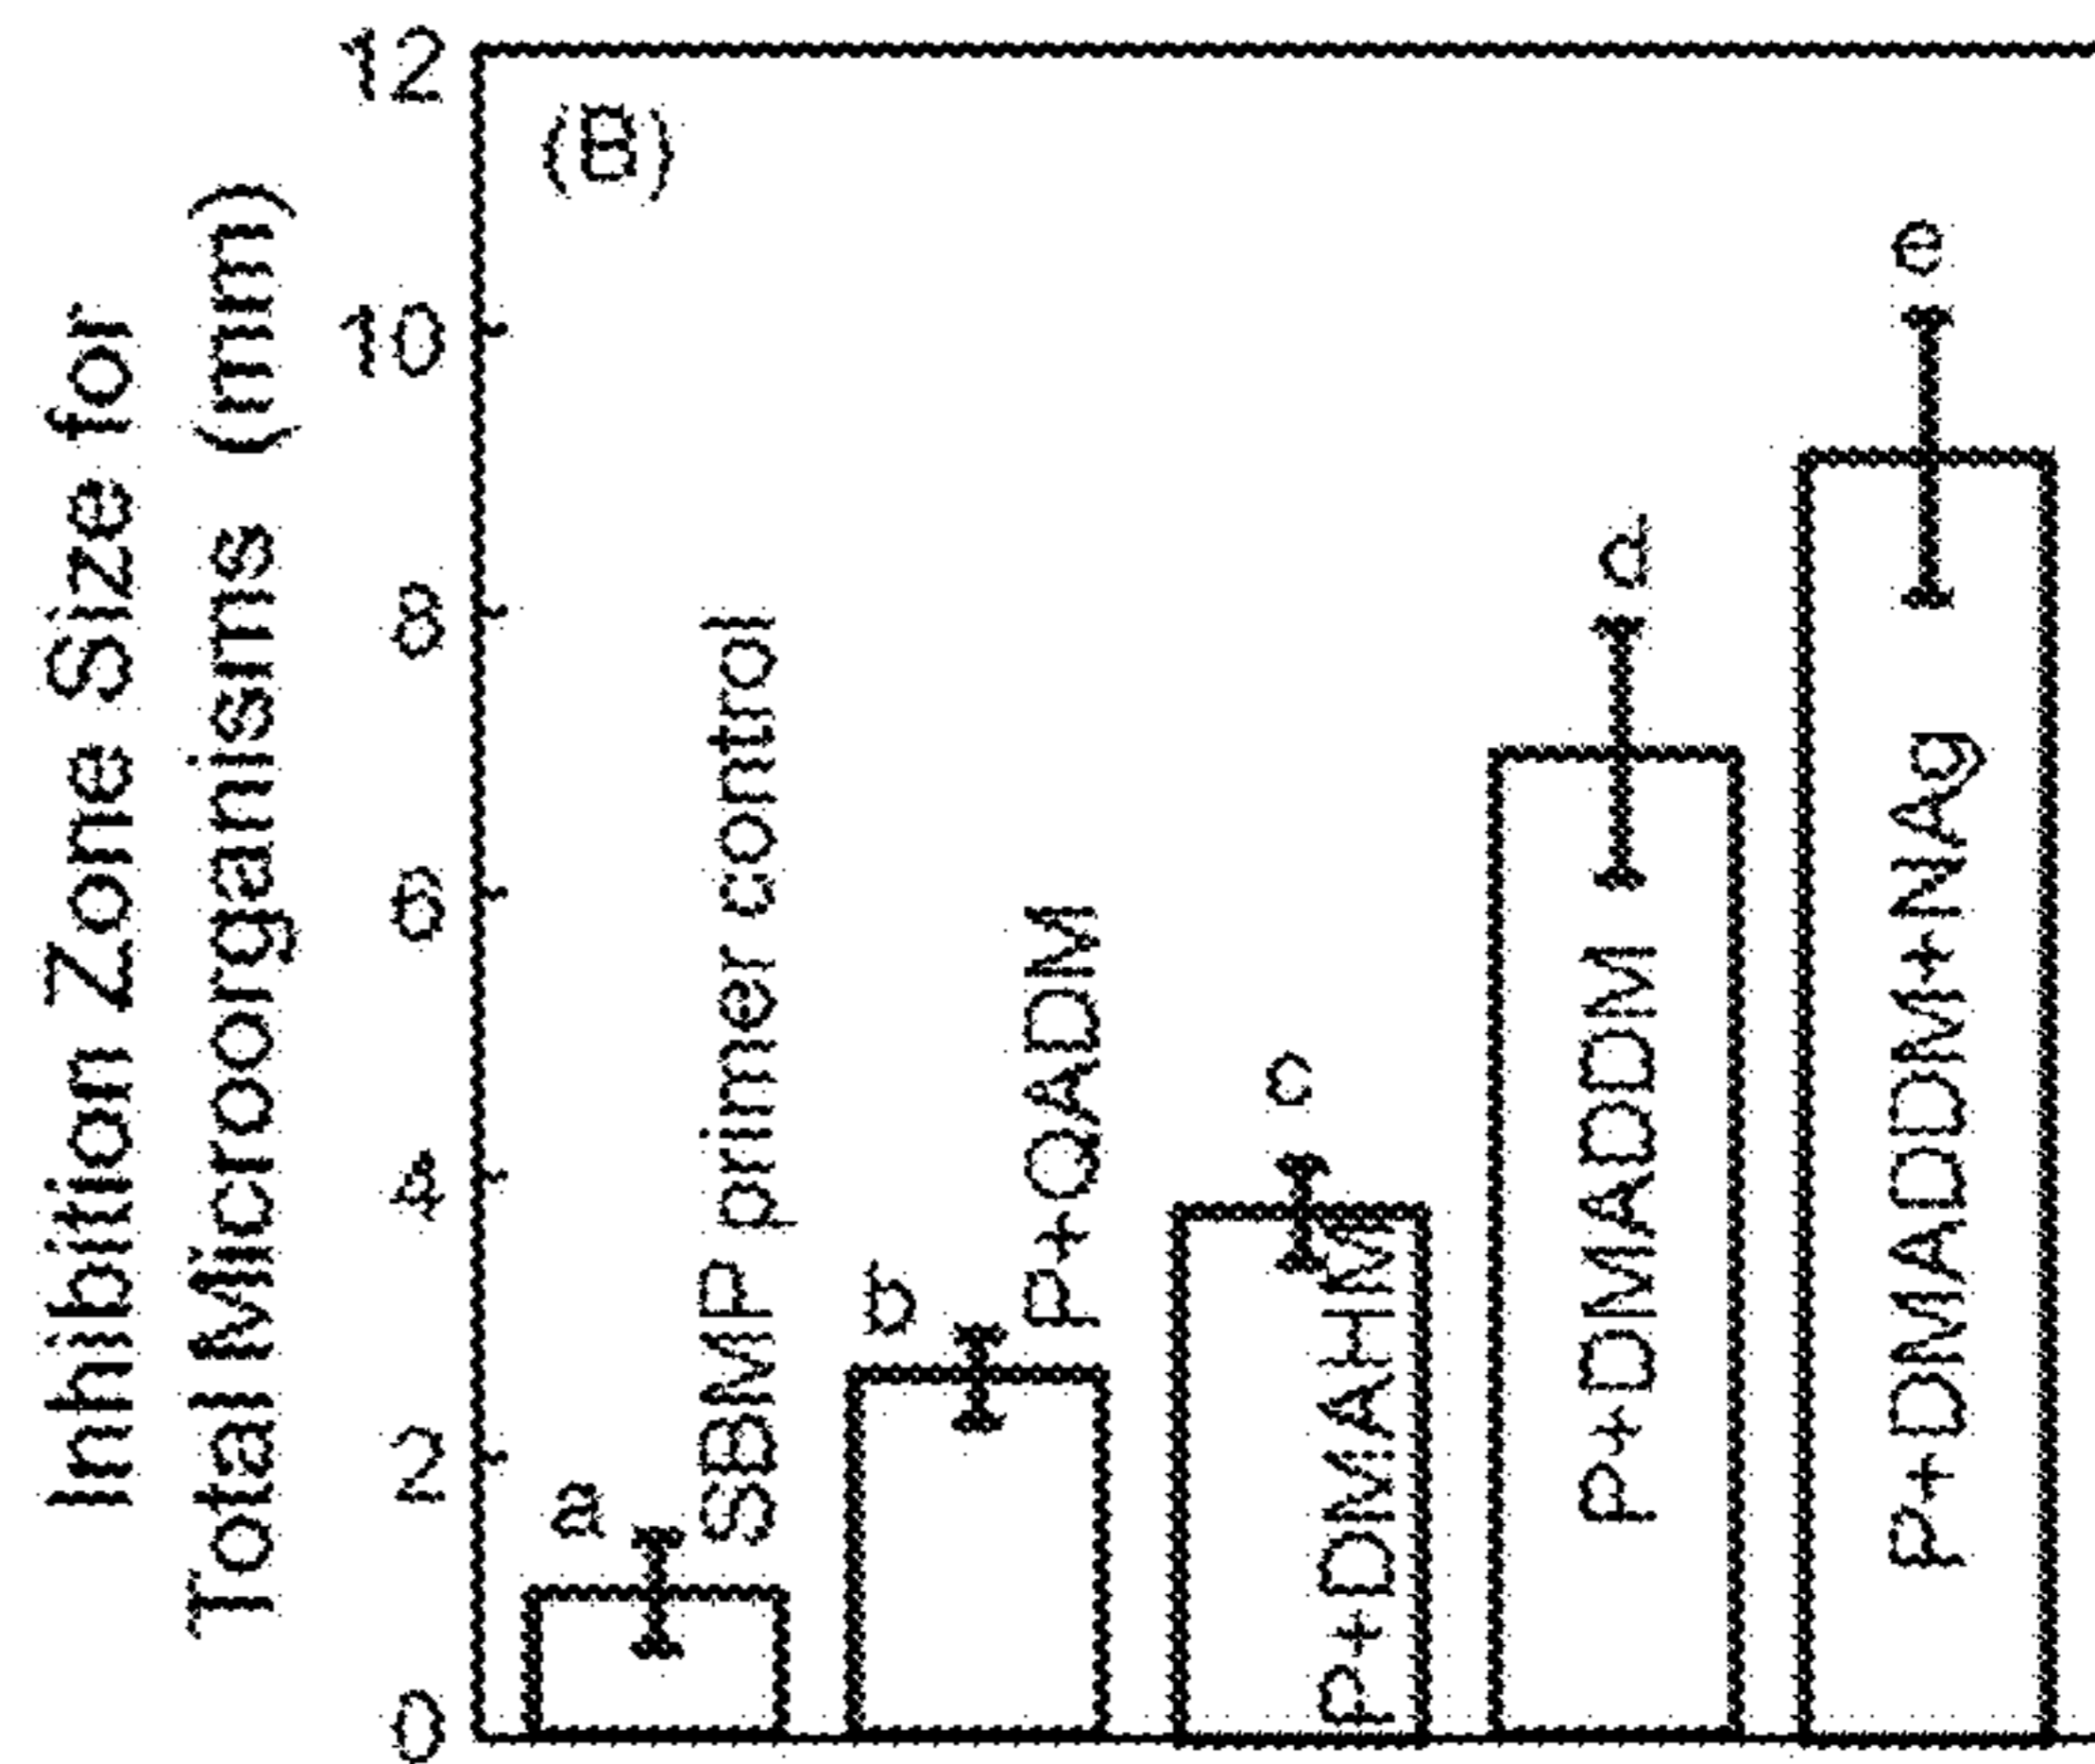 Inhibition Zone Size for
Total Microorganisms (mm)
12
10
8
6
4
2
0
(B)
a
SBMP primer control
b
P+QADM
c
P+DMAHM
d
P+DMADDM
e
P+DMADDM+NAg